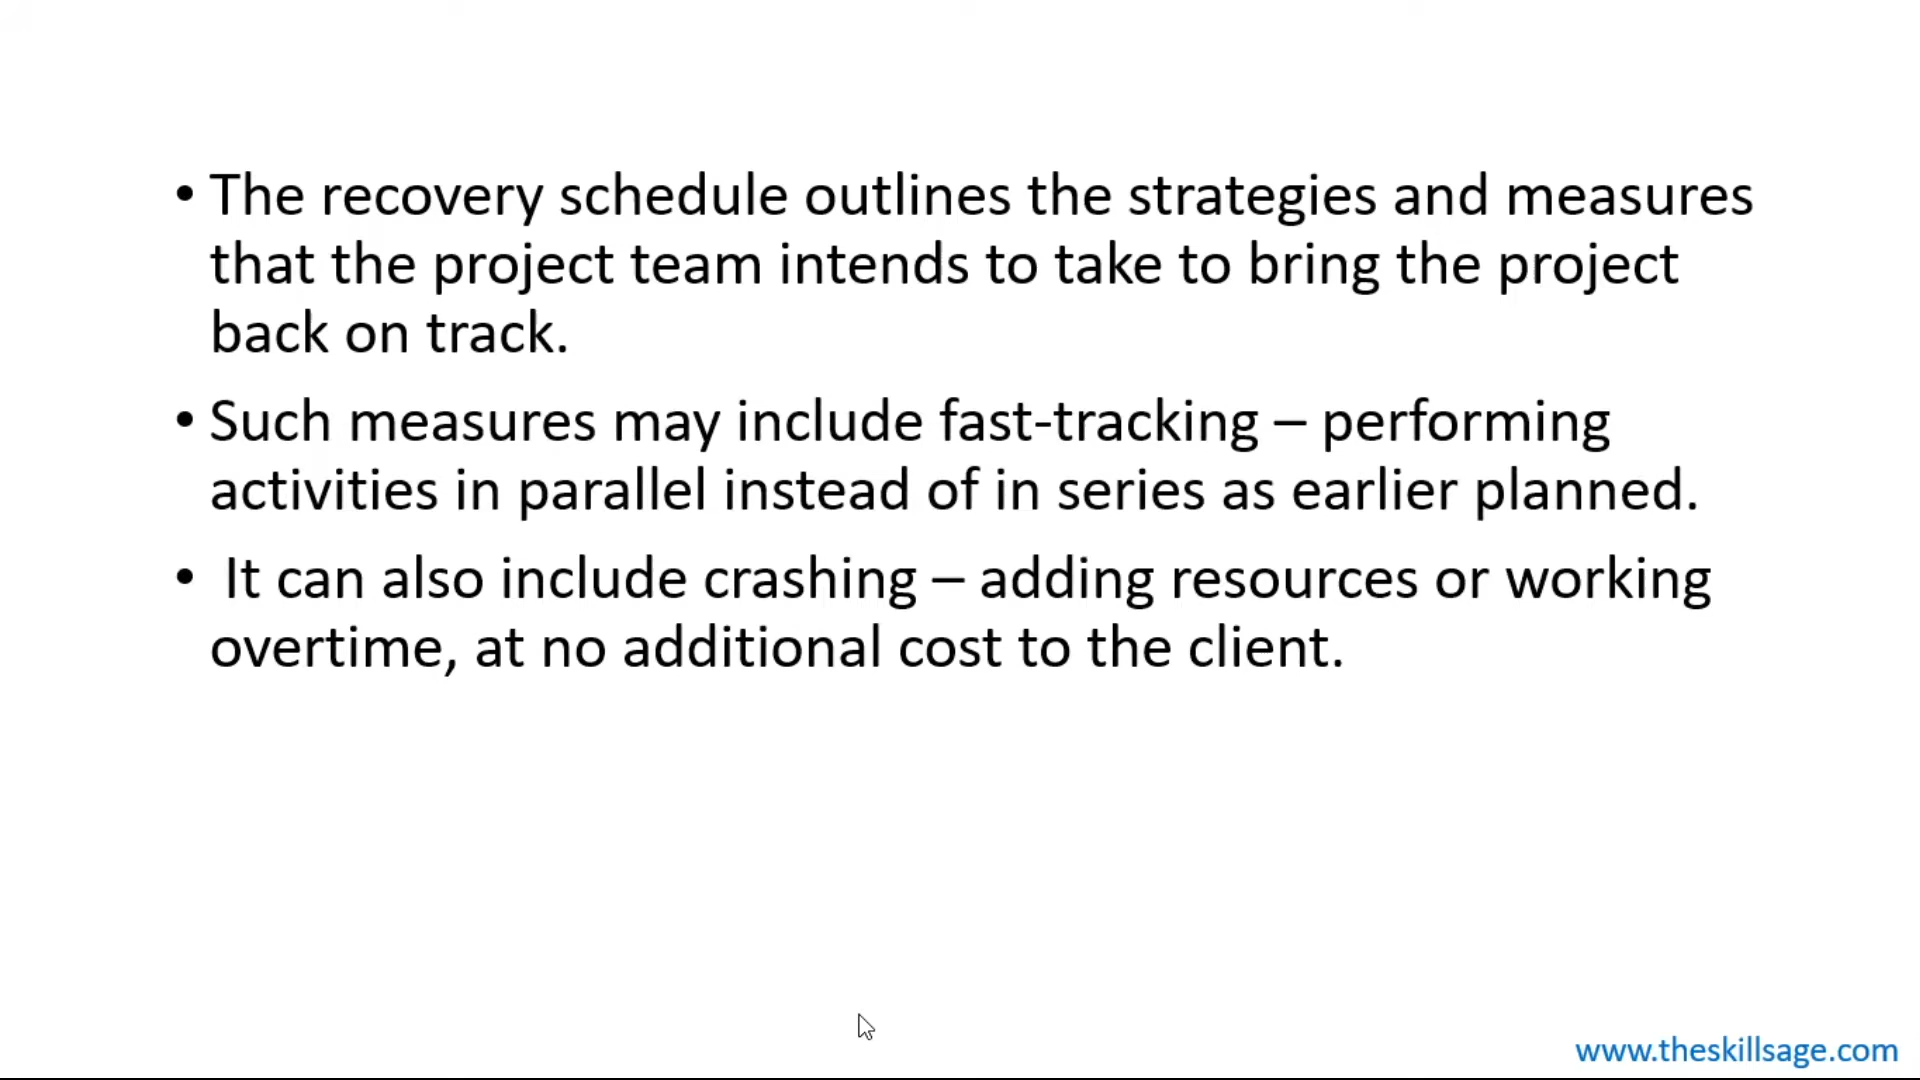 • The recovery schedule outlines the strategies and measures
that the project team intends to take to bring the project
back on track.
• Such measures may include fast-tracking – performing
activities in parallel instead of in series as earlier planned.
• It can also include crashing – adding resources or working
overtime, at no additional cost to the client.
www.theskillsage.com